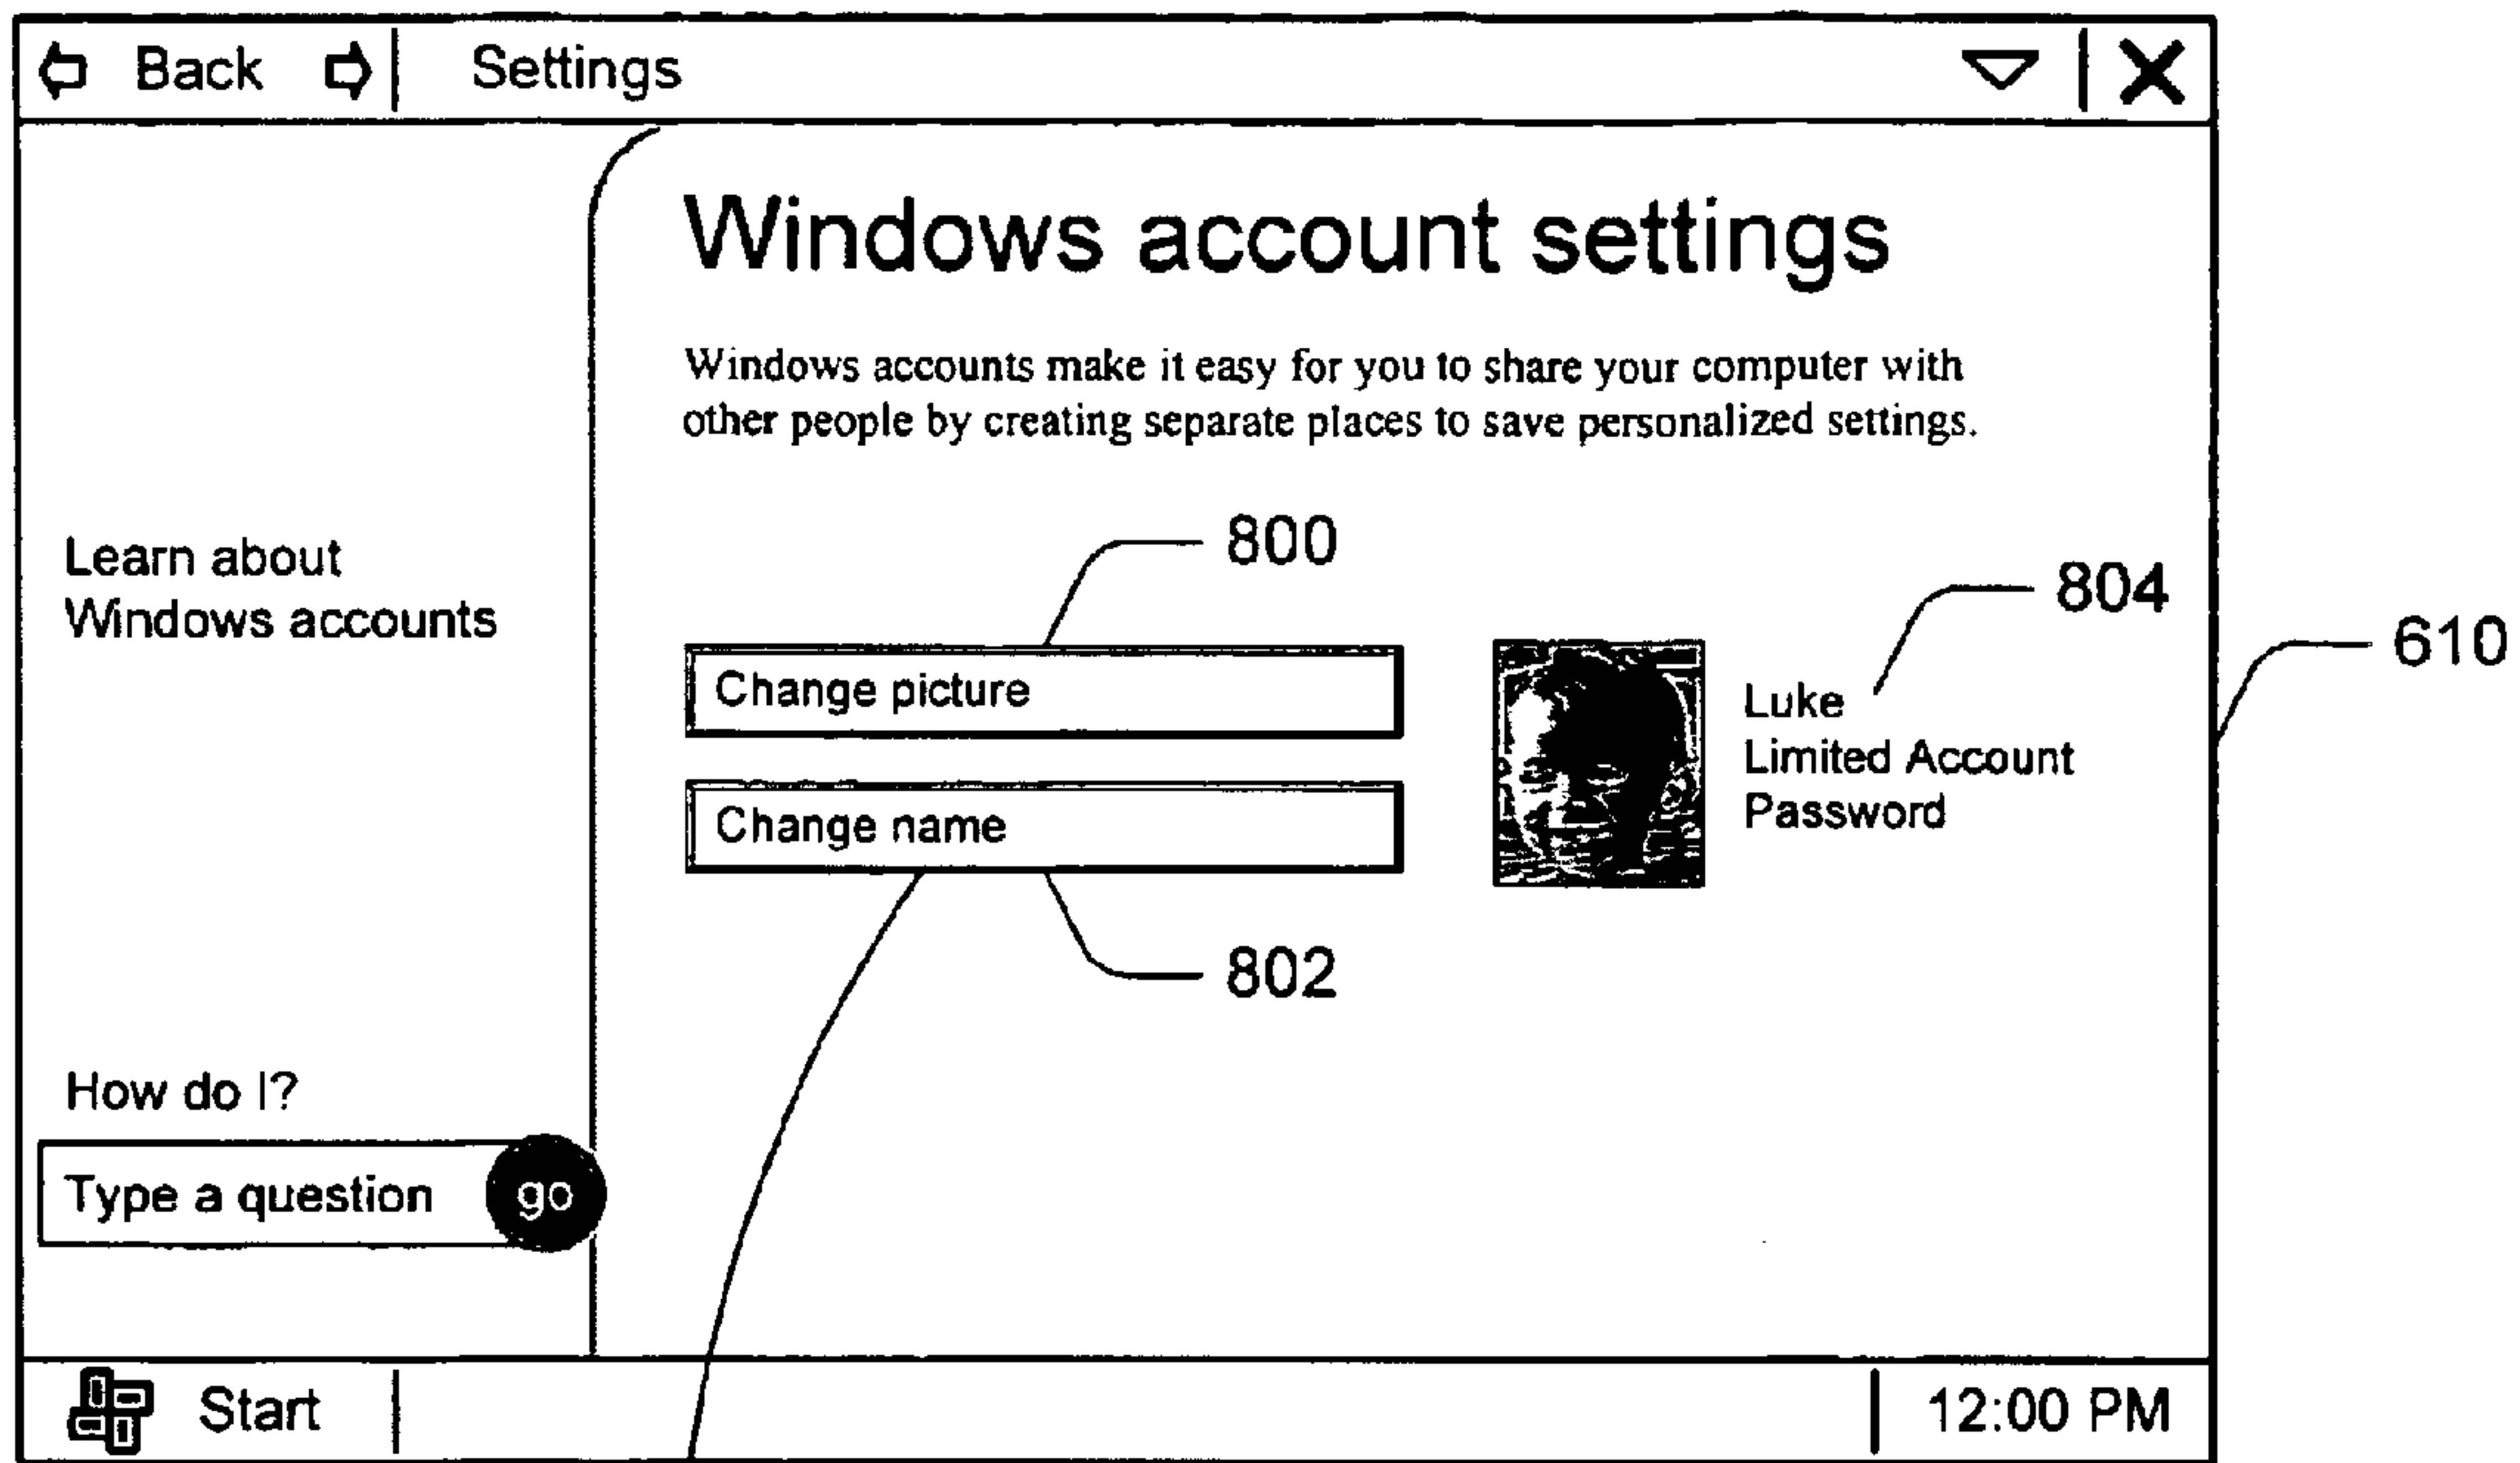 Back
Settings
Windows account settings
Windows accounts make it easy for you to share your computer with
other people by creating separate places to save personalized settings.
Learn about
Windows accounts
800
804
610
Change picture
Luke
Limited Account
Password
Change name
802
How do I?
Type a question
go
Start
12:00 PM